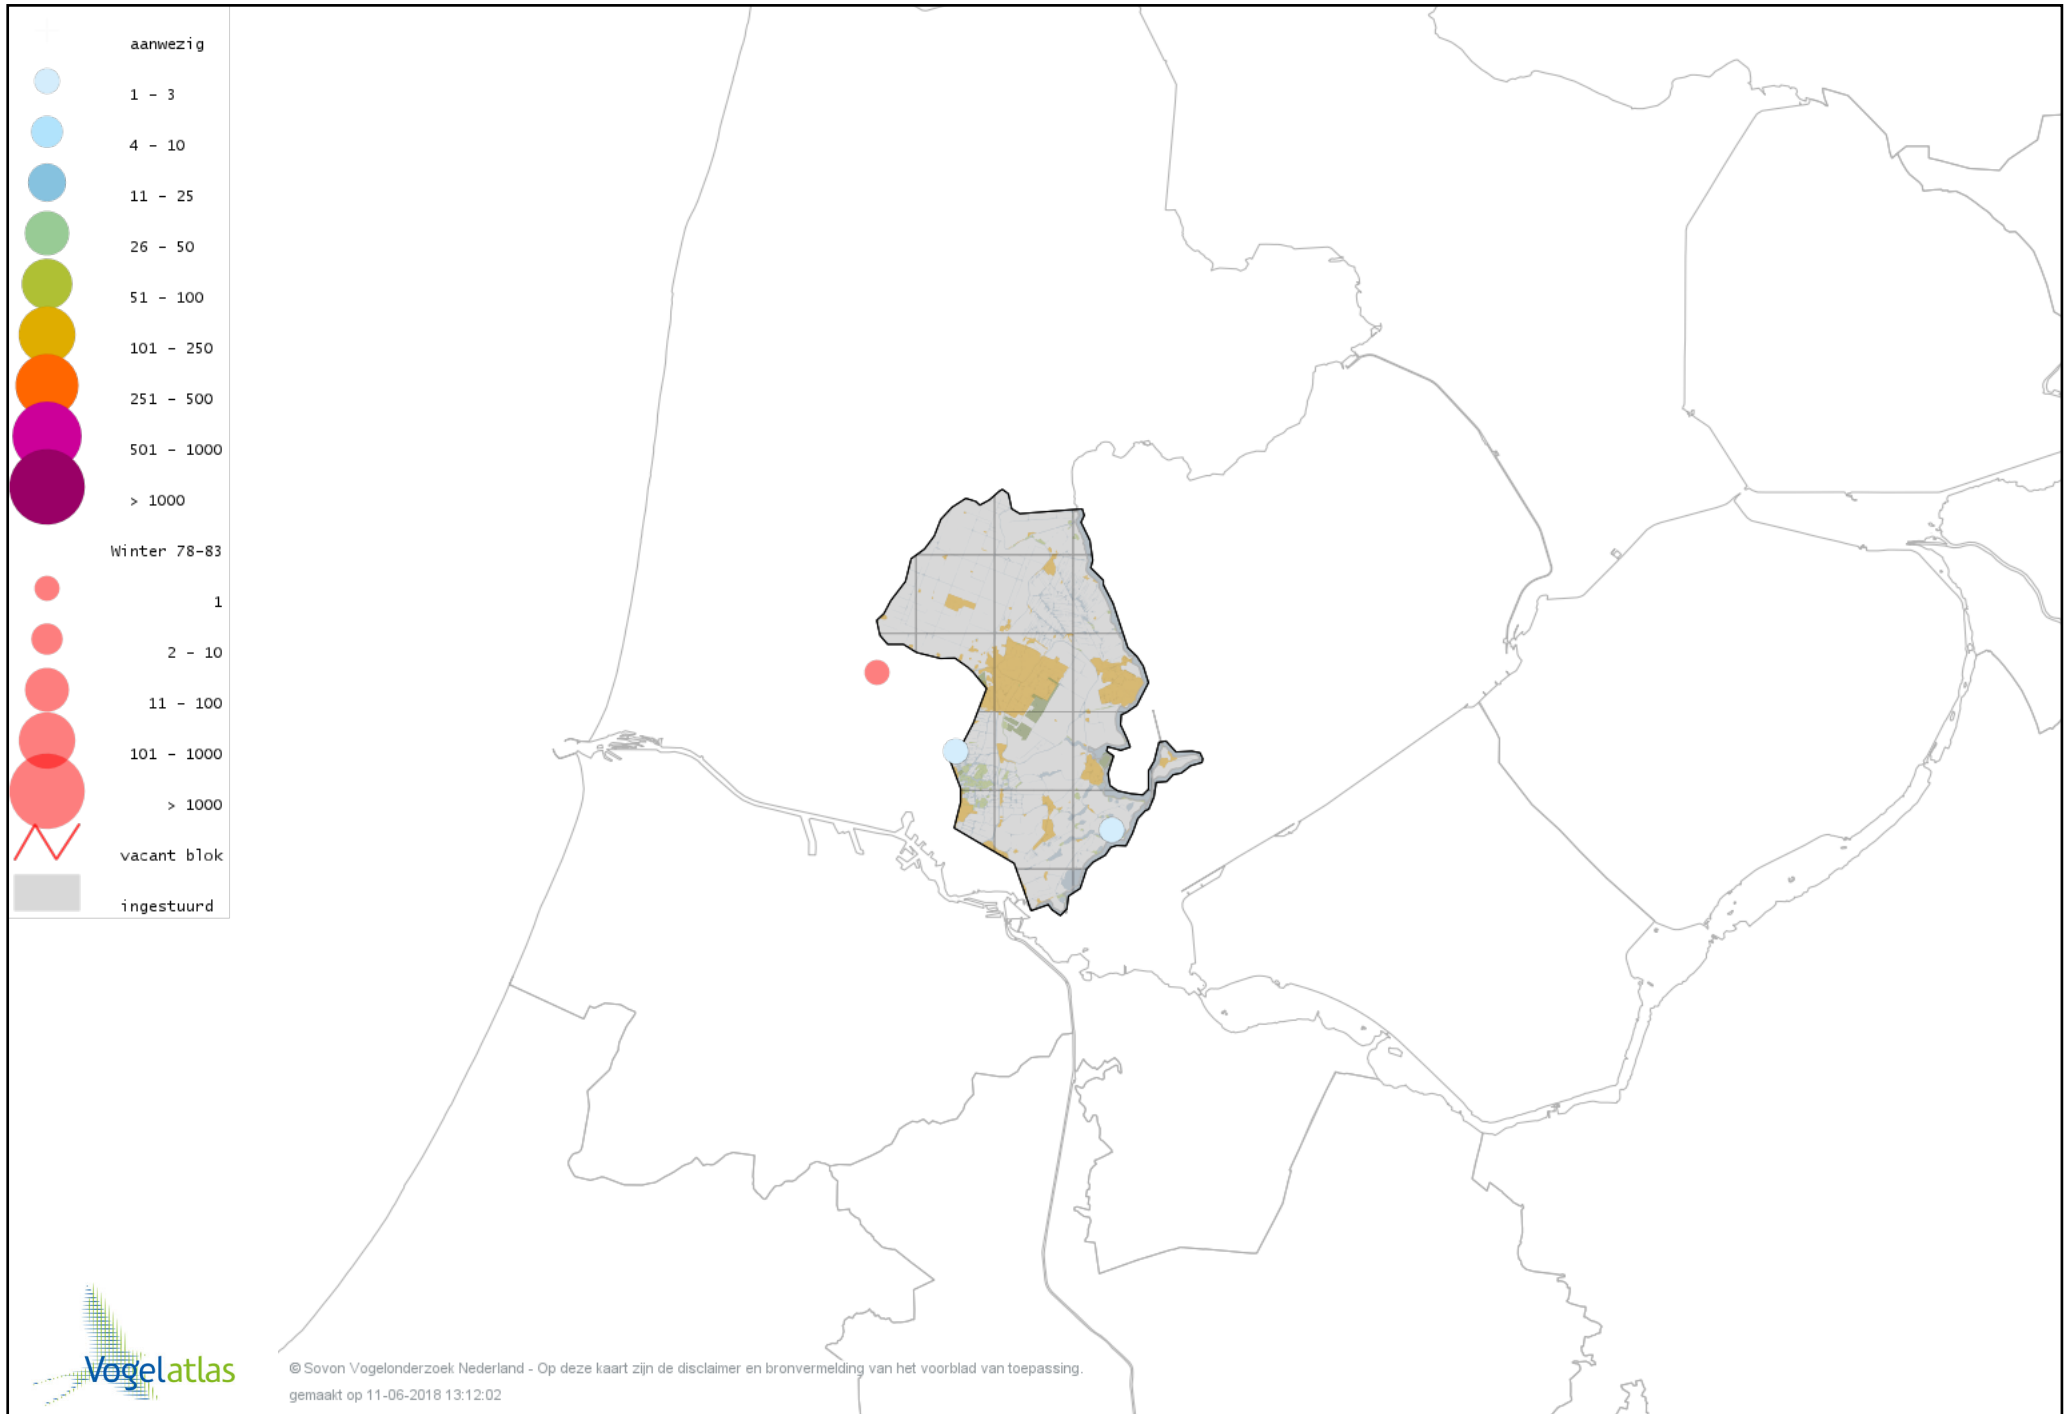 aanwezig
1 - 3
4 - 10
11 - 25
26 - 50
51 - 100
101 - 250
251 - 500
501 - 1000
> 1000
Winter 78-83
1
2 - 10
11 - 100
101 - 1000
> 1000
vacant blok
ingestuurd
Vogelatlas
© Sovon Vogelonderzoek Nederland - Op deze kaart zijn de disclaimer en bronvermelding van het voorblad van toepassing.
gemaakt op 11-06-2018 13:12:02